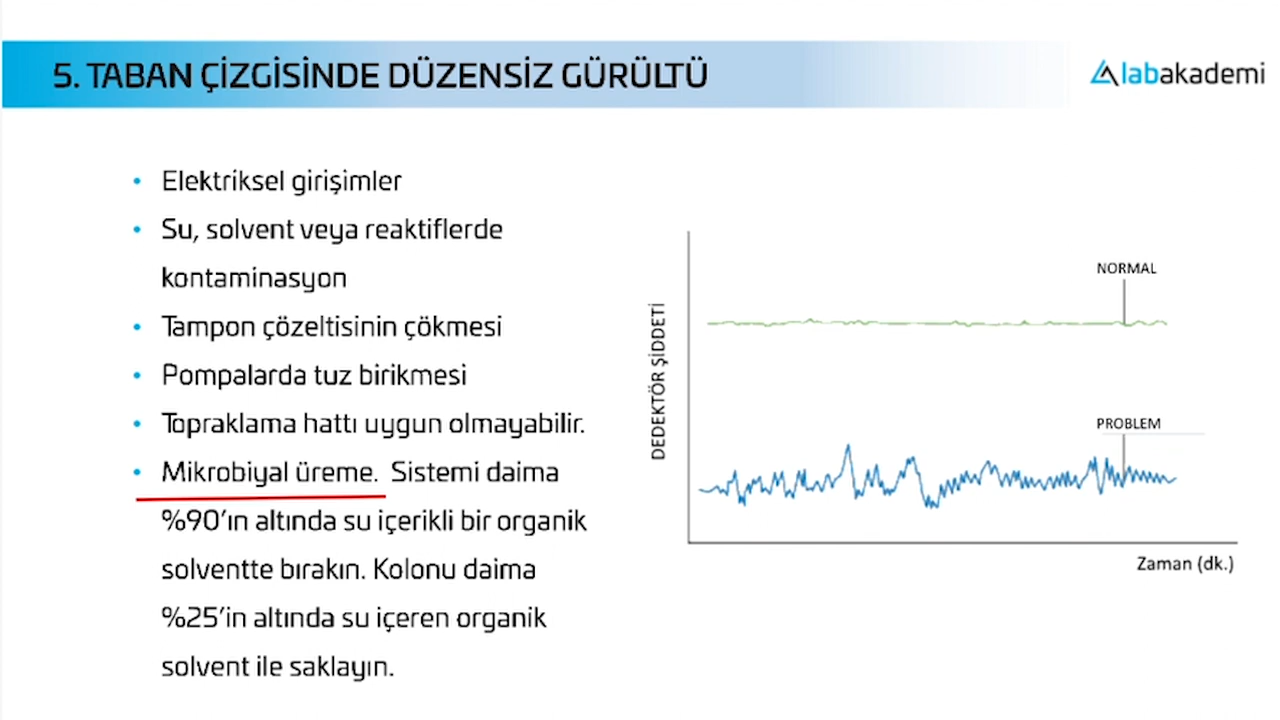 5. TABAN ÇİZGİSİNDE DÜZENSİZ GÜRÜLTÜ
labakademi
• Elektriksel girişimler
• Su, solvent veya reaktiflerde
kontaminasyon
• Tampon çözeltisinin çökmesi
• Pompalarda tuz birikmesi
• Topraklama hattı uygun olmayabilir.
• Mikrobiyal üreme. Sistemi daima
%90’ın altında su içerikli bir organik
solventte bırakın. Kolonu daima
%25’in altında su içeren organik
solvent ile saklayın.
DEDEKTÖR ŞİDDETİ
NORMAL
PROBLEM
Zaman (dk.)